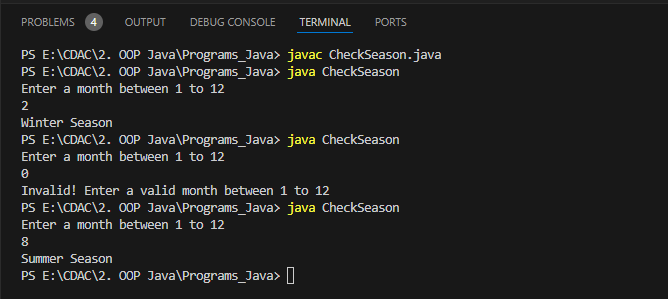 PROBLEMS 4 OUTPUT DEBUG CONSOLE TERMINAL PORTS
PS E:\CDAC\2. OOP Java\Programs_Java> javac CheckSeason.java
PS E:\CDAC\2. OOP Java\Programs_Java> java CheckSeason
Enter a month between 1 to 12
2
Winter Season
PS E:\CDAC\2. OOP Java\Programs_Java> java CheckSeason
Enter a month between 1 to 12
0
Invalid! Enter a valid month between 1 to 12
PS E:\CDAC\2. OOP Java\Programs_Java> java CheckSeason
Enter a month between 1 to 12
8
Summer Season
PS E:\CDAC\2. OOP Java\Programs_Java>